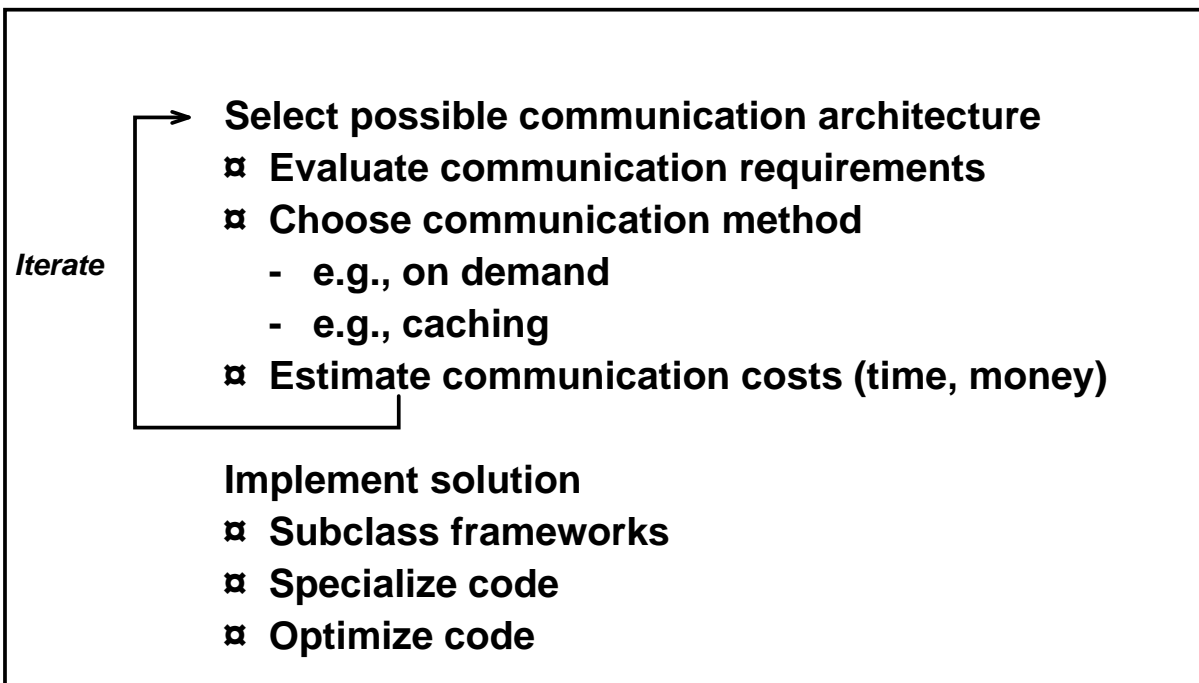 Select possible communication architecture
¤ Evaluate communication requirements
¤ Choose communication method
Iterate
- e.g., on demand
- e.g., caching
¤ Estimate communication costs (time, money)
Implement solution
¤ Subclass frameworks
¤ Specialize code
¤ Optimize code